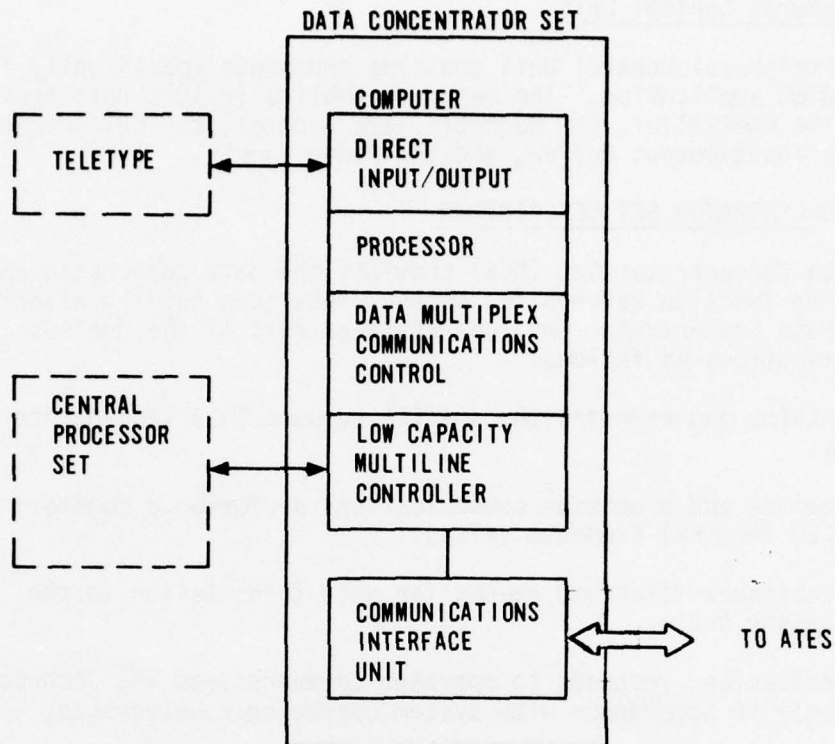 DATA CONCENTRATOR SET
COMPUTER
TELETYPE
DIRECT
INPUT/OUTPUT
PROCESSOR
DATA MULTIPLEX
COMMUNICATIONS
CONTROL
CENTRAL
PROCESSOR
SET
LOW CAPACITY
MULTILINE
CONTROLLER
COMMUNICATIONS
INTERFACE
UNIT
TO ATES